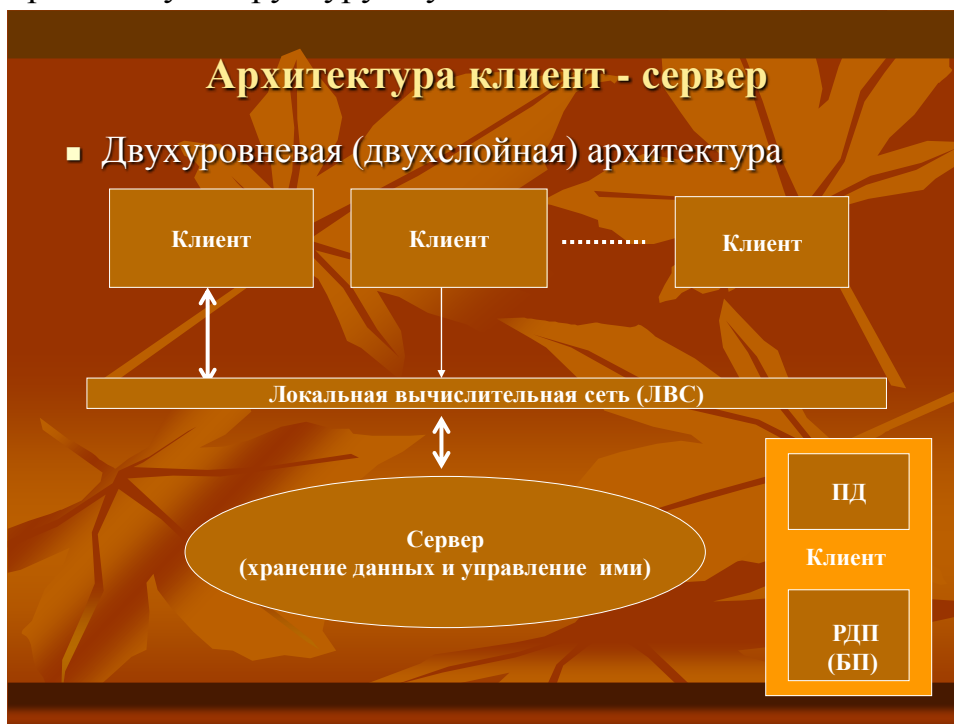 Архитектура клиент - сервер
Двухуровневая (двухслойная) архитектура
Клиент
Клиент
Клиент
Локальная вычислительная сеть (ЛВС)
Сервер
(хранение данных и управление ими)
ПД
Клиент
РДП
(БП)